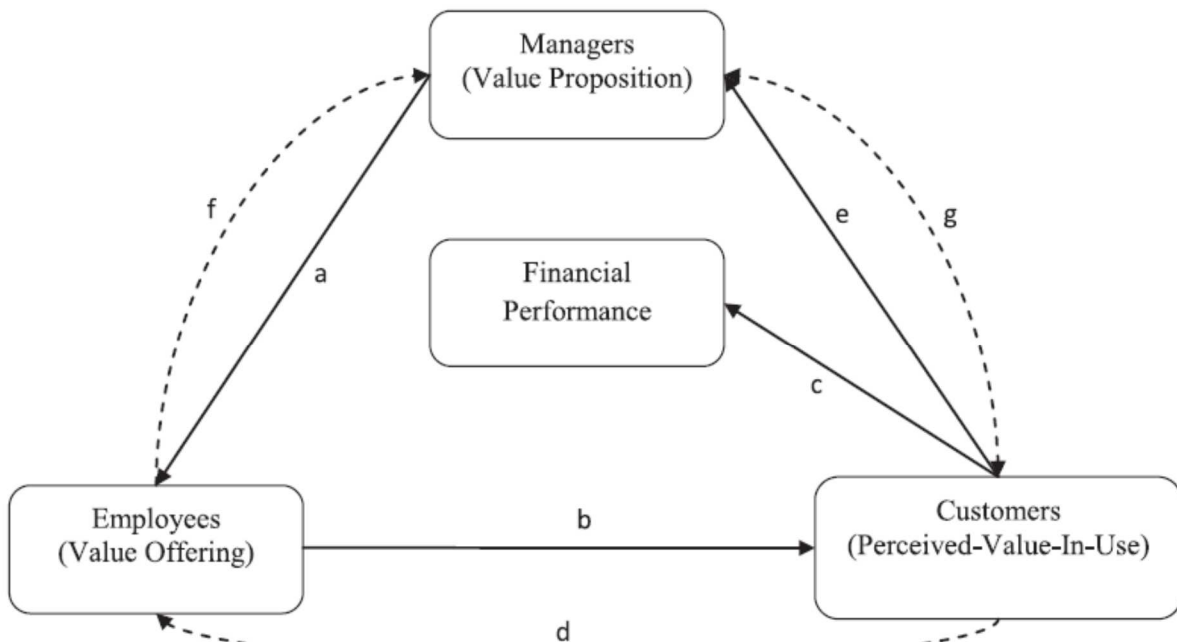 Managers
(Value Proposition)
f
a
e
g
Financial
Performance
c
Employees
(Value Offering)
b
Customers
(Perceived-Value-In-Use)
d